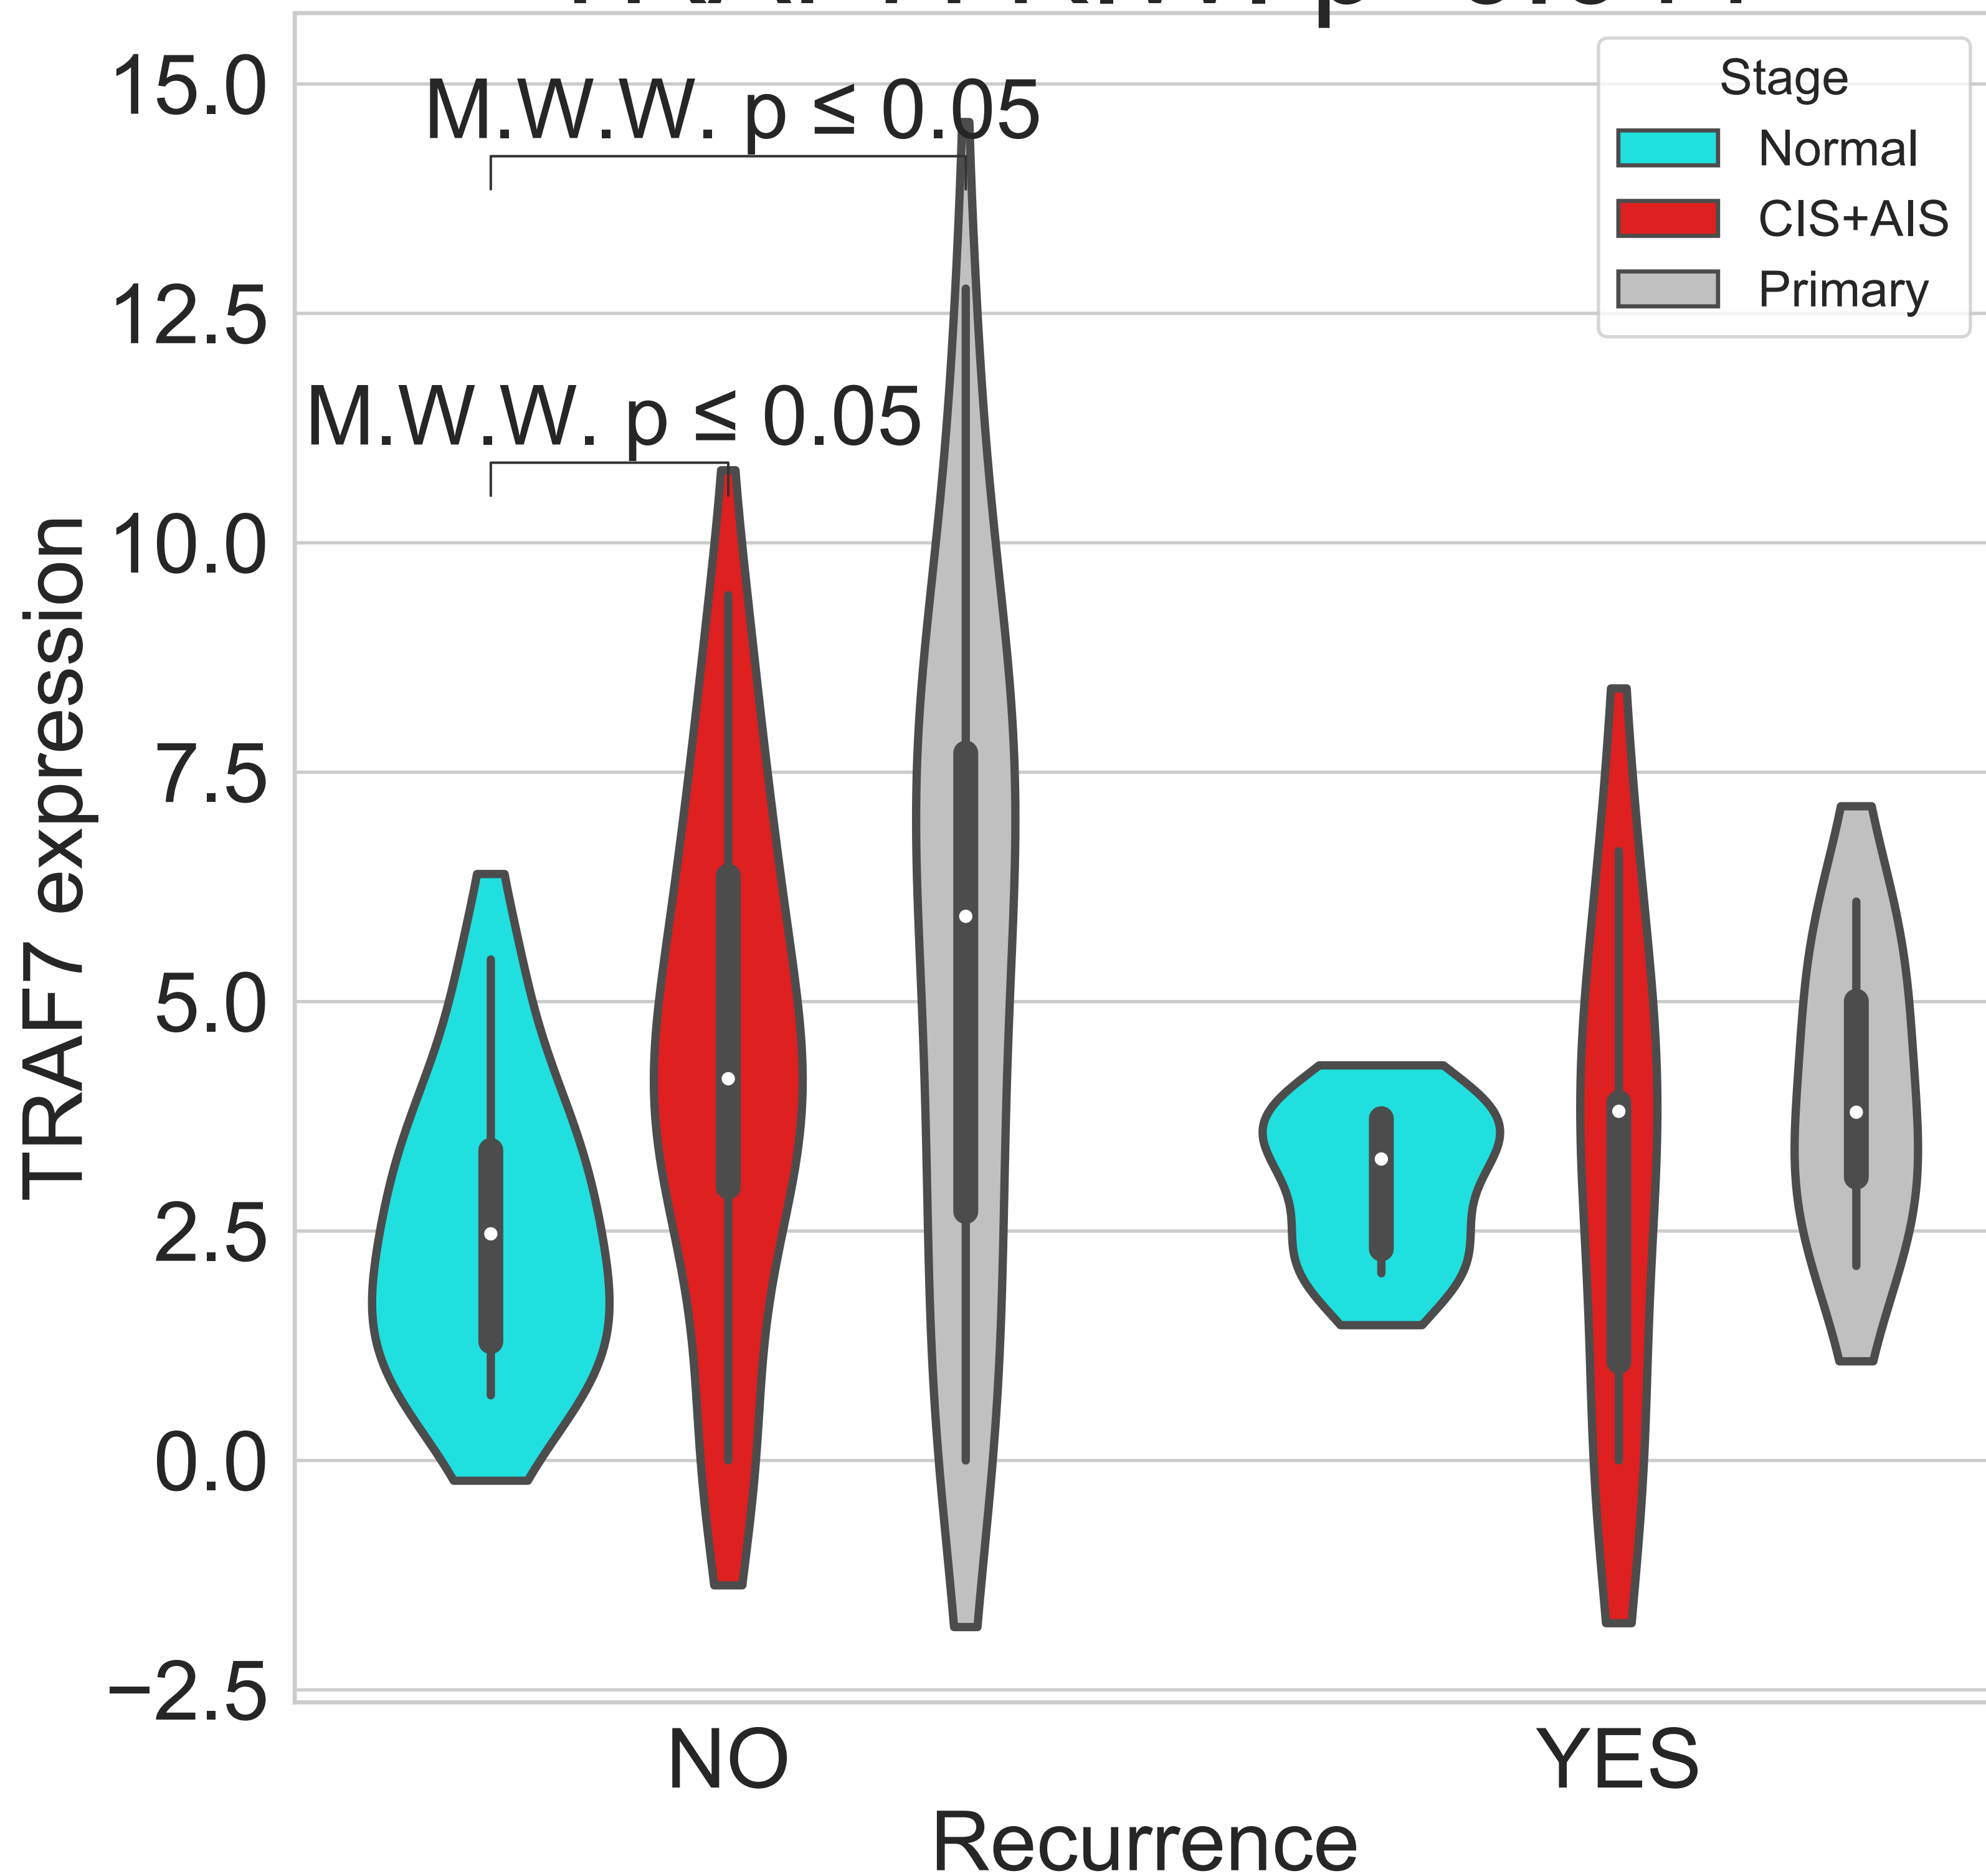 15.0
12.5
10.0
7.5
5.0
2.5
0.0
−2.5
TRAF7 expression
M.W.W. p ≤ 0.05
M.W.W. p ≤ 0.05
Stage
Normal
CIS+AIS
Primary
NO
YES
Recurrence